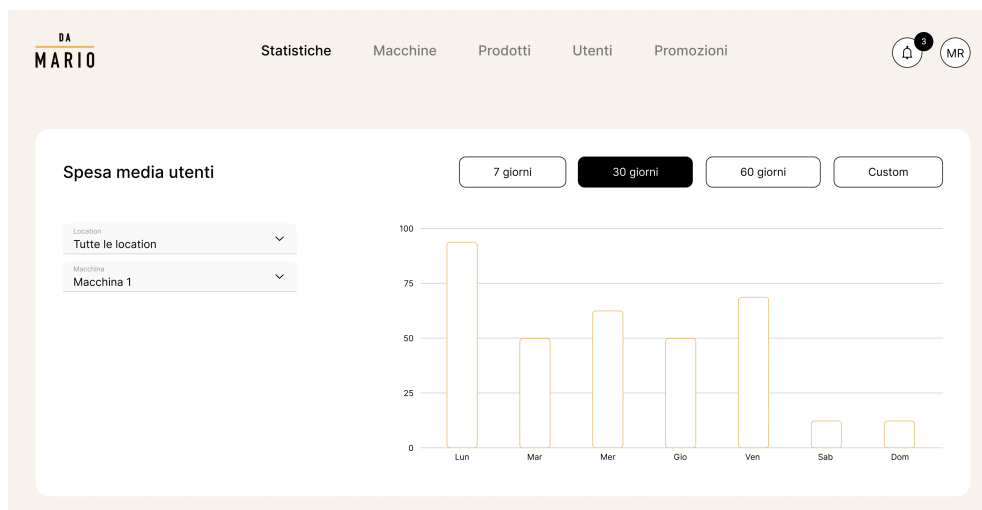 DA
MARIO
Statistiche Macchine Prodotti Utenti Promozioni
3
MR
Spesa media utenti
7 giorni 30 giorni 60 giorni Custom
Location
Tutte le location
Macchina
Macchina 1
100
75
50
25
0
Lun Mar Mer Gio Ven Sab Dom